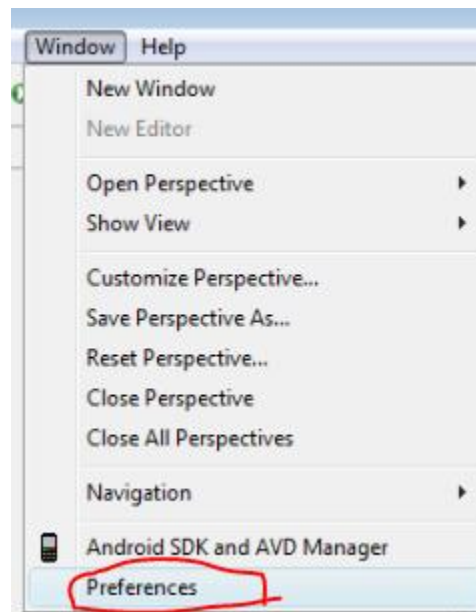 Window Help
New Window
New Editor
Open Perspective
Show View
Customize Perspective...
Save Perspective As...
Reset Perspective...
Close Perspective
Close All Perspectives
Navigation
Android SDK and AVD Manager
Preferences